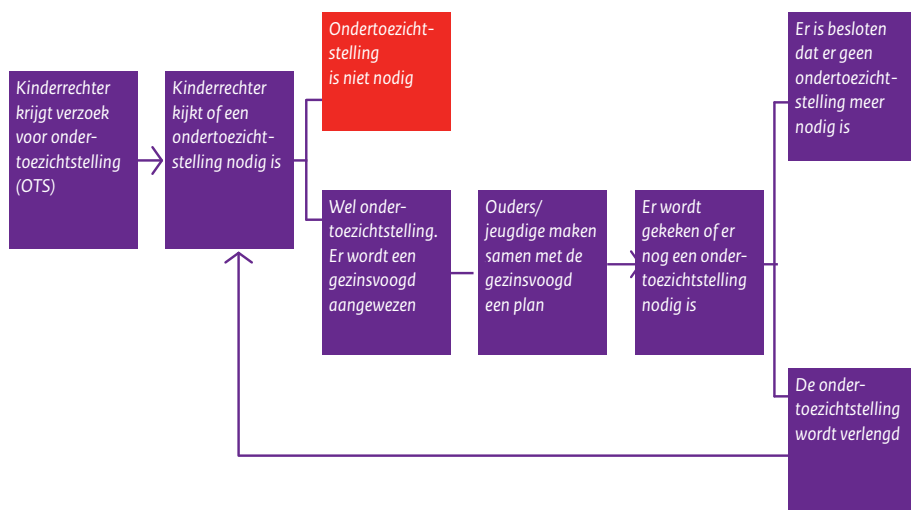 Kinderrechter
krijgt verzoek
voor onder-
toezichtstelling
(OTS)
Kinderrechter
kijkt of een
ondertoezicht-
stelling nodig is
Ondertoezicht-
stelling
is niet nodig
Wel onder-
toezichtstelling.
Er wordt een
gezinsvoogd
aangewezen
Ouders/
jeugdige maken
samen met de
gezinsvoogd
een plan
Er wordt
gekeken of er
nog een onder-
toezichtstelling
nodig is
Er is besloten
dat er geen
ondertoezicht-
stelling meer
nodig is
De onder-
toezichtstelling
wordt verlengd